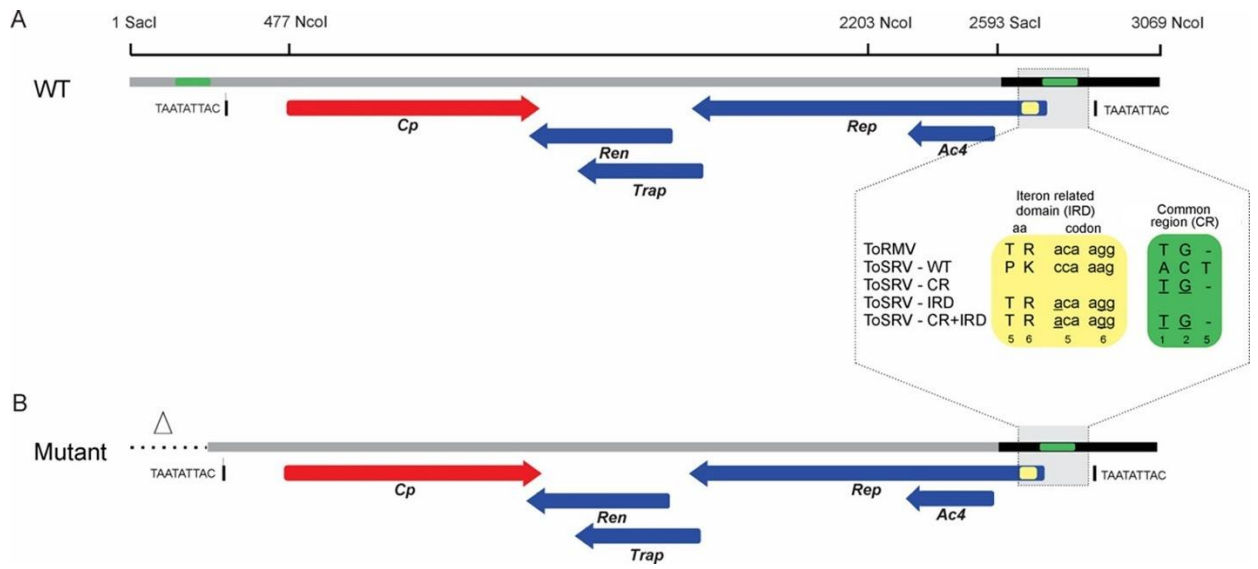 A
1 SacI 477 NcoI 2203 NcoI 2593 SacI 3069 NcoI
WT
TAATATTAC TAATATTAC
Cp Rep
Ren Ac4
Trap
Iteron related domain (IRD) Common region (CR)
aa codon
ToRMV T R aca agg T G -
ToSRV - WT P K cca aag A C T
ToSRV - CR T G -
ToSRV - IRD T R aca agg
ToSRV - CR+IRD T R aca agg T G -
5 6 5 6 1 2 5
B
Δ
Mutant
TAATATTAC TAATATTAC
Cp Rep
Ren Ac4
Trap